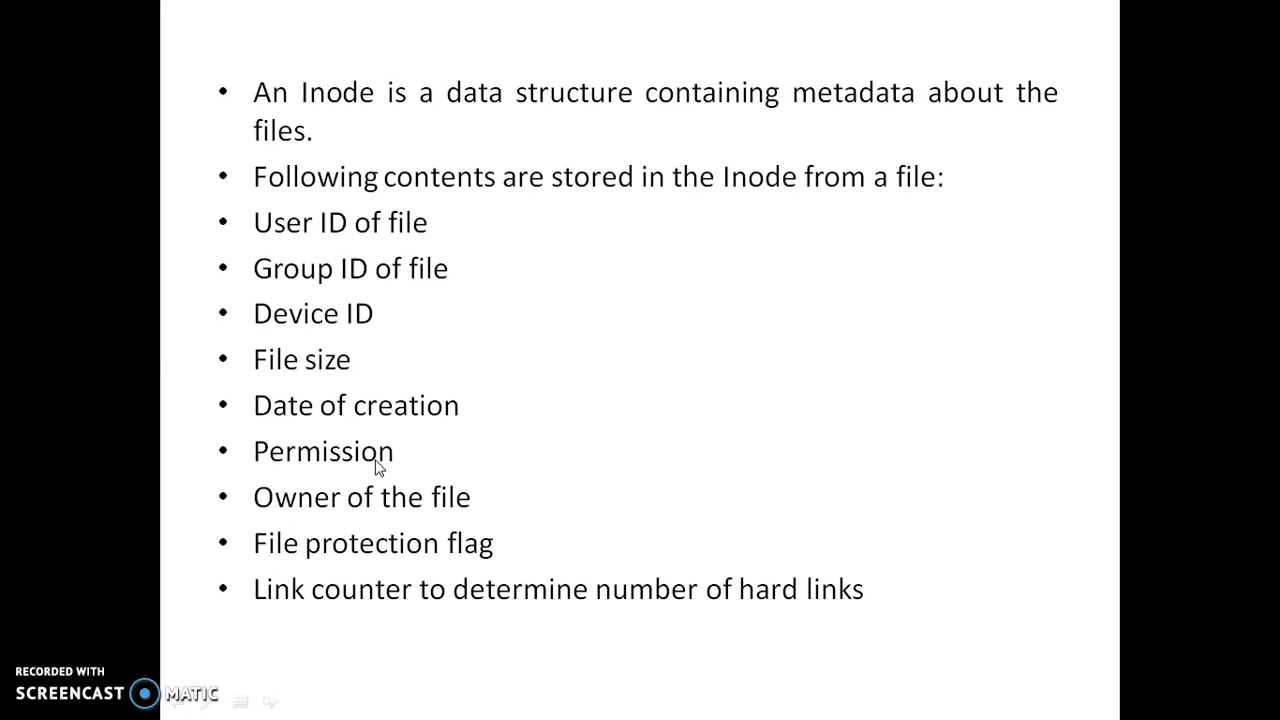 • An Inode is a data structure containing metadata about the
files.
• Following contents are stored in the Inode from a file:
• User ID of file
• Group ID of file
• Device ID
• File size
• Date of creation
• Permission
• Owner of the file
• File protection flag
• Link counter to determine number of hard links
RECORDED WITH
SCREENCAST MATIC